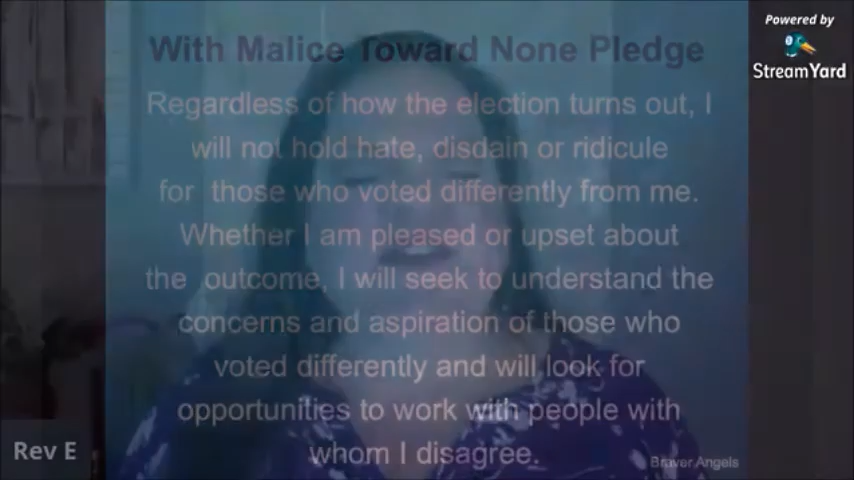 Powered by
StreamYard
With Malice Toward None Pledge
Regardless of how the election turns out, I
will not hold hate, disdain or ridicule
for those who voted differently from me.
Whether I am pleased or upset about
the outcome, I will seek to understand the
concerns and aspiration of those who
voted differently and will look for
opportunities to work with people with
whom I disagree.
Rev E
Braver Angels